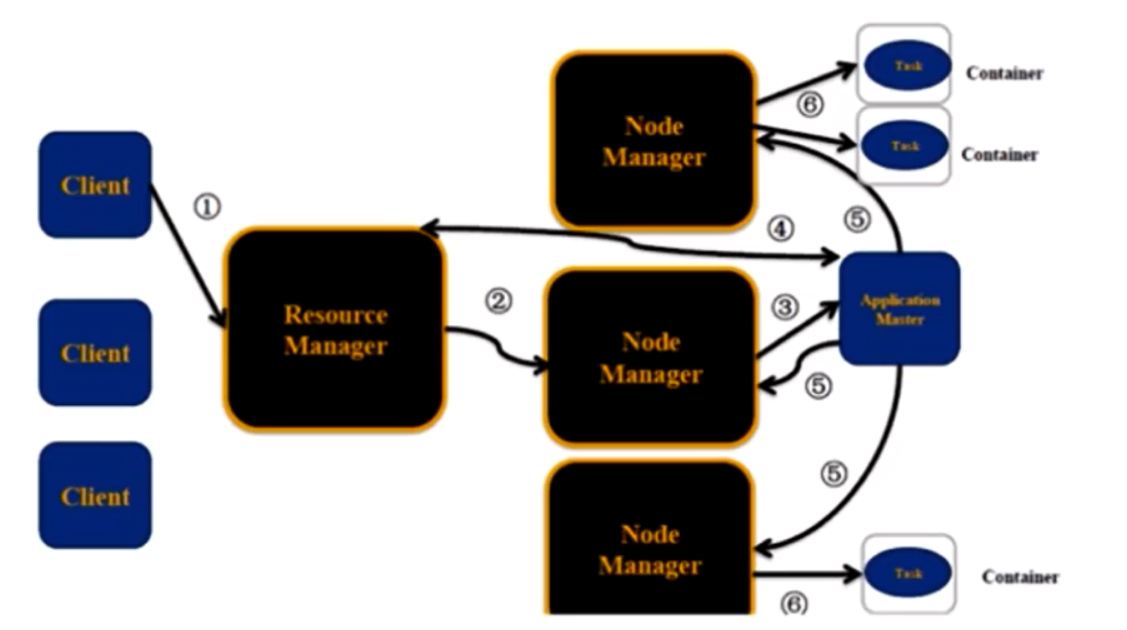 Task
Container
⑥
Node
Manager
Task
Container
Client
①
⑤
④
Resource
Manager
②
Node
Manager
③
Application
Master
Client
⑤
Client
⑤
Node
Manager
Task
Container
⑥